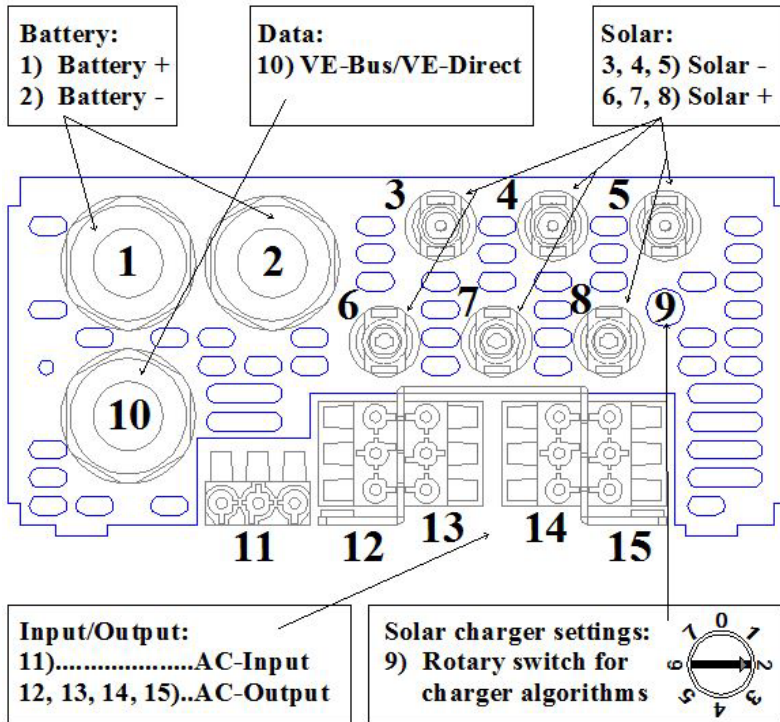 Battery:
1) Battery +
2) Battery -
Data:
10) VE-Bus/VE-Direct
Solar:
3, 4, 5) Solar -
6, 7, 8) Solar +
3
4
5
1
2
6
7
8
9
10
11
12
13
14
15
Input/Output:
11)....................AC-Input
12, 13, 14, 15)..AC-Output
Solar charger settings:
9) Rotary switch for
charger algorithms
0
1
2
3
4
5
6
7